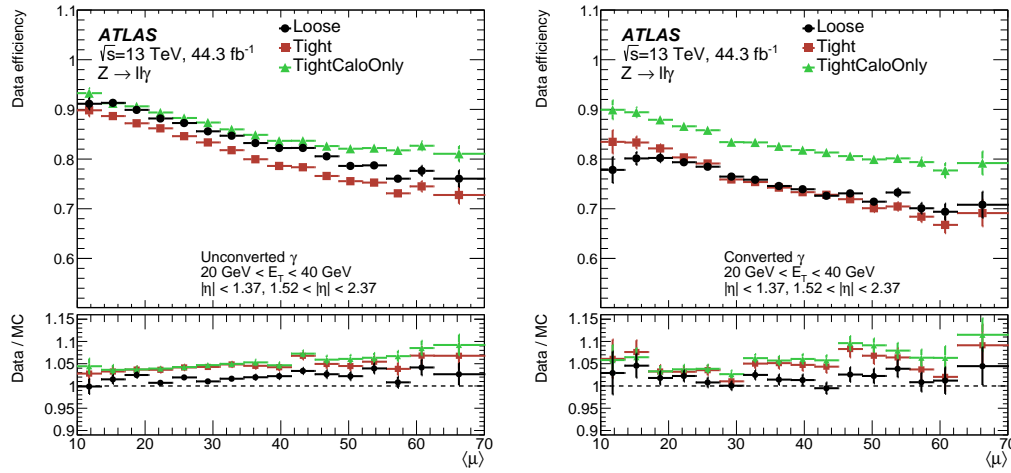 Data efficiency
1.1
1
0.9
0.8
0.7
0.6
ATLAS
√s=13 TeV, 44.3 fb⁻¹
Z → llγ
Loose
Tight
TightCaloOnly
Unconverted γ
20 GeV < E_T < 40 GeV
|η| < 1.37, 1.52 < |η| < 2.37
Data / MC
1.15
1.1
1.05
1
0.95
0.9
10 20 30 40 50 60 70
⟨μ⟩
Data efficiency
1.1
1
0.9
0.8
0.7
0.6
ATLAS
√s=13 TeV, 44.3 fb⁻¹
Z → llγ
Loose
Tight
TightCaloOnly
Converted γ
20 GeV < E_T < 40 GeV
|η| < 1.37, 1.52 < |η| < 2.37
Data / MC
1.15
1.1
1.05
1
0.95
0.9
10 20 30 40 50 60 70
⟨μ⟩